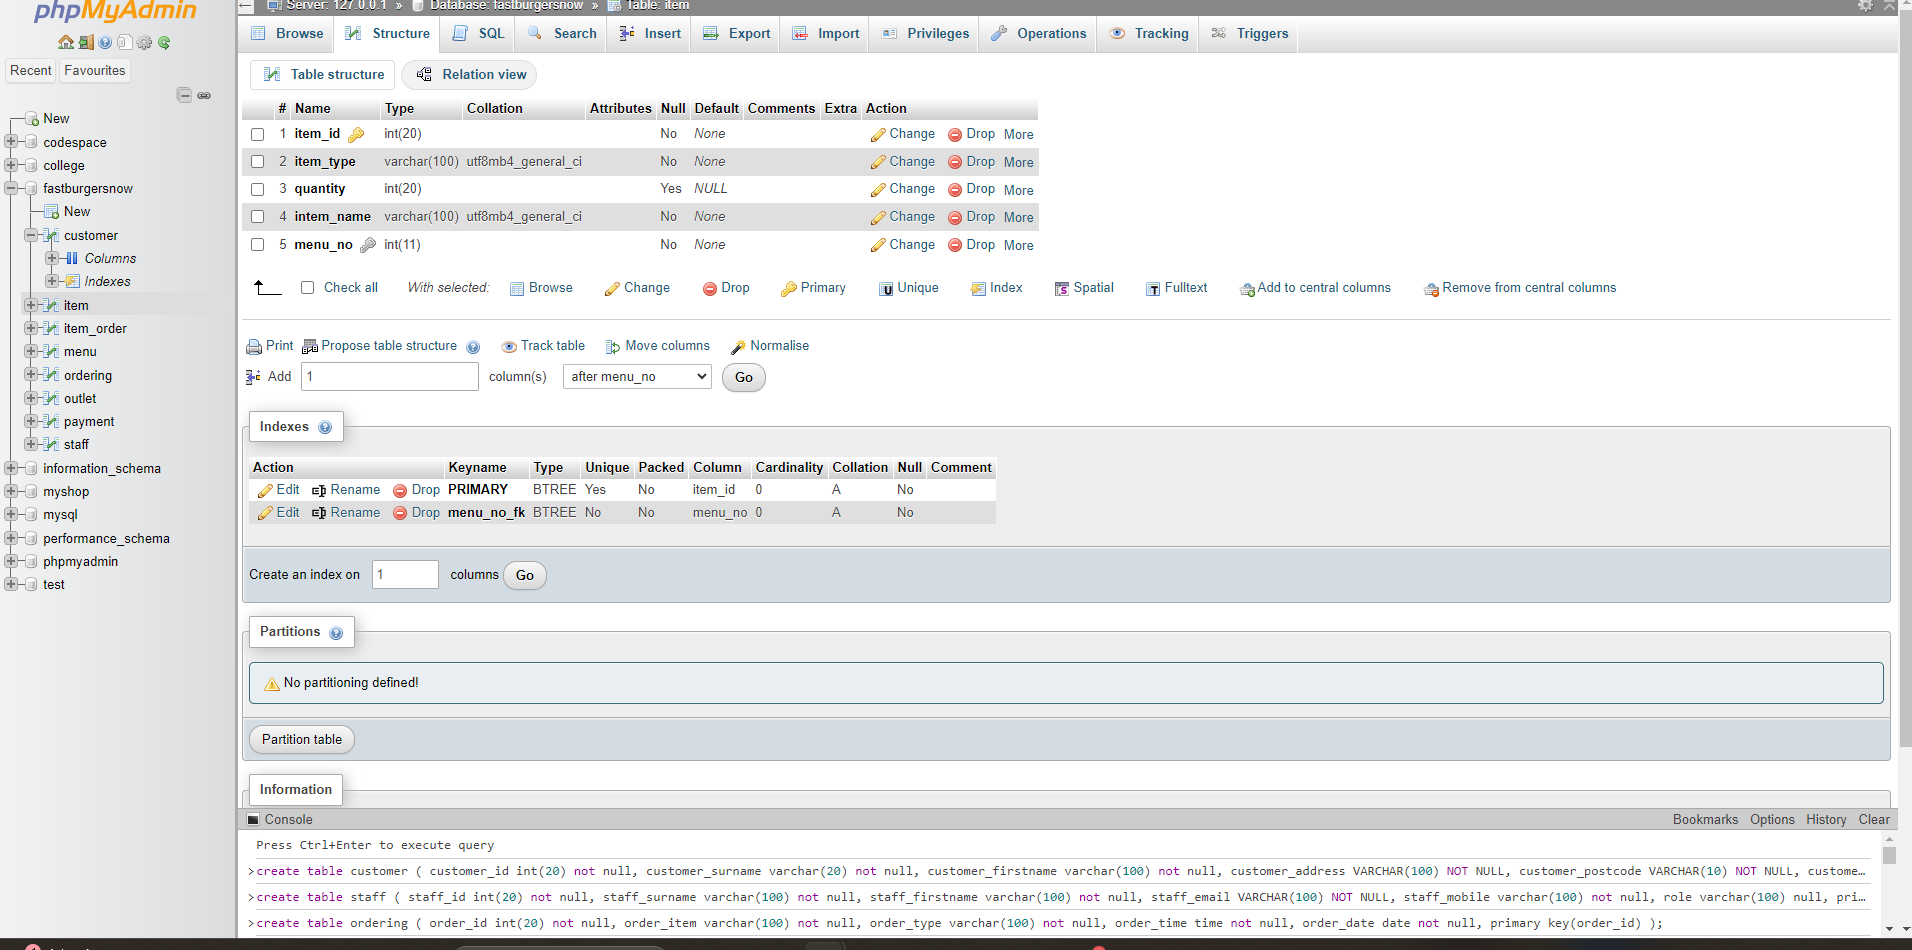 phpMyAdmin
Recent Favourites
New
codespace
college
fastburgersnow
New
customer
Columns
Indexes
item
item_order
menu
ordering
outlet
payment
staff
information_schema
myshop
mysql
performance_schema
phpmyadmin
test
Server: 127.0.0.1 » Database: fastburgersnow » Table: item
Browse Structure SQL Search Insert Export Import Privileges Operations Tracking Triggers
Table structure Relation view
# Name Type Collation Attributes Null Default Comments Extra Action
1 item_id int(20) No None Change Drop More
2 item_type varchar(100) utf8mb4_general_ci No None Change Drop More
3 quantity int(20) Yes NULL Change Drop More
4 intem_name varchar(100) utf8mb4_general_ci No None Change Drop More
5 menu_no int(11) No None Change Drop More
Check all With selected: Browse Change Drop Primary Unique Index Spatial Fulltext Add to central columns Remove from central columns
Print Propose table structure Track table Move columns Normalise
Add 1 column(s) after menu_no Go
Indexes
Action Keyname Type Unique Packed Column Cardinality Collation Null Comment
Edit Rename Drop PRIMARY BTREE Yes No item_id 0 A No
Edit Rename Drop menu_no_fk BTREE No No menu_no 0 A No
Create an index on 1 columns Go
Partitions
No partitioning defined!
Partition table
Information
Console Bookmarks Options History Clear
Press Ctrl+Enter to execute query
>create table customer ( customer_id int(20) not null, customer_surname varchar(20) not null, customer_firstname varchar(100) not null, customer_address VARCHAR(100) NOT NULL, customer_postcode VARCHAR(10) NOT NULL, custome…
>create table staff ( staff_id int(20) not null, staff_surname varchar(100) not null, staff_firstname varchar(100) not null, staff_email VARCHAR(100) NOT NULL, staff_mobile varchar(100) not null, role varchar(100) null, pri…
>create table ordering ( order_id int(20) not null, order_item varchar(100) not null, order_type varchar(100) not null, order_time time not null, order_date date not null, primary key(order_id) );